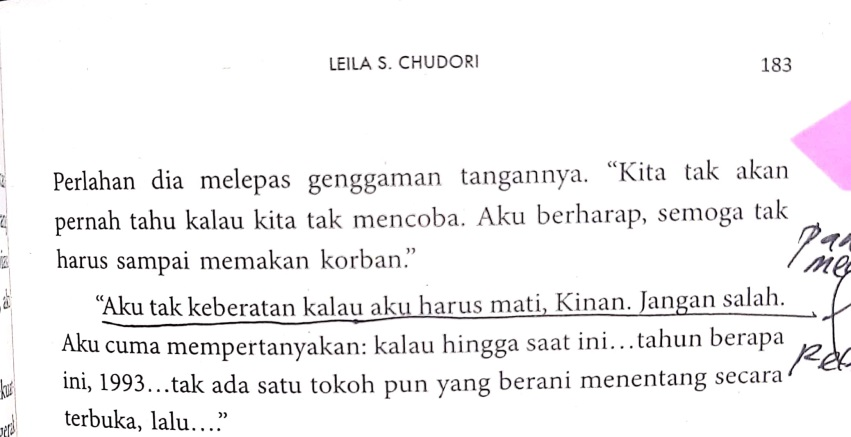 LEILA S. CHUDORI
183
Perlahan dia melepas genggaman tangannya. “Kita tak akan
pernah tahu kalau kita tak mencoba. Aku berharap, semoga tak
harus sampai memakan korban.”
“Aku tak keberatan kalau aku harus mati, Kinan. Jangan salah.
Aku cuma mempertanyakan: kalau hingga saat ini…tahun berapa
ini, 1993…tak ada satu tokoh pun yang berani menentang secara
terbuka, lalu….”